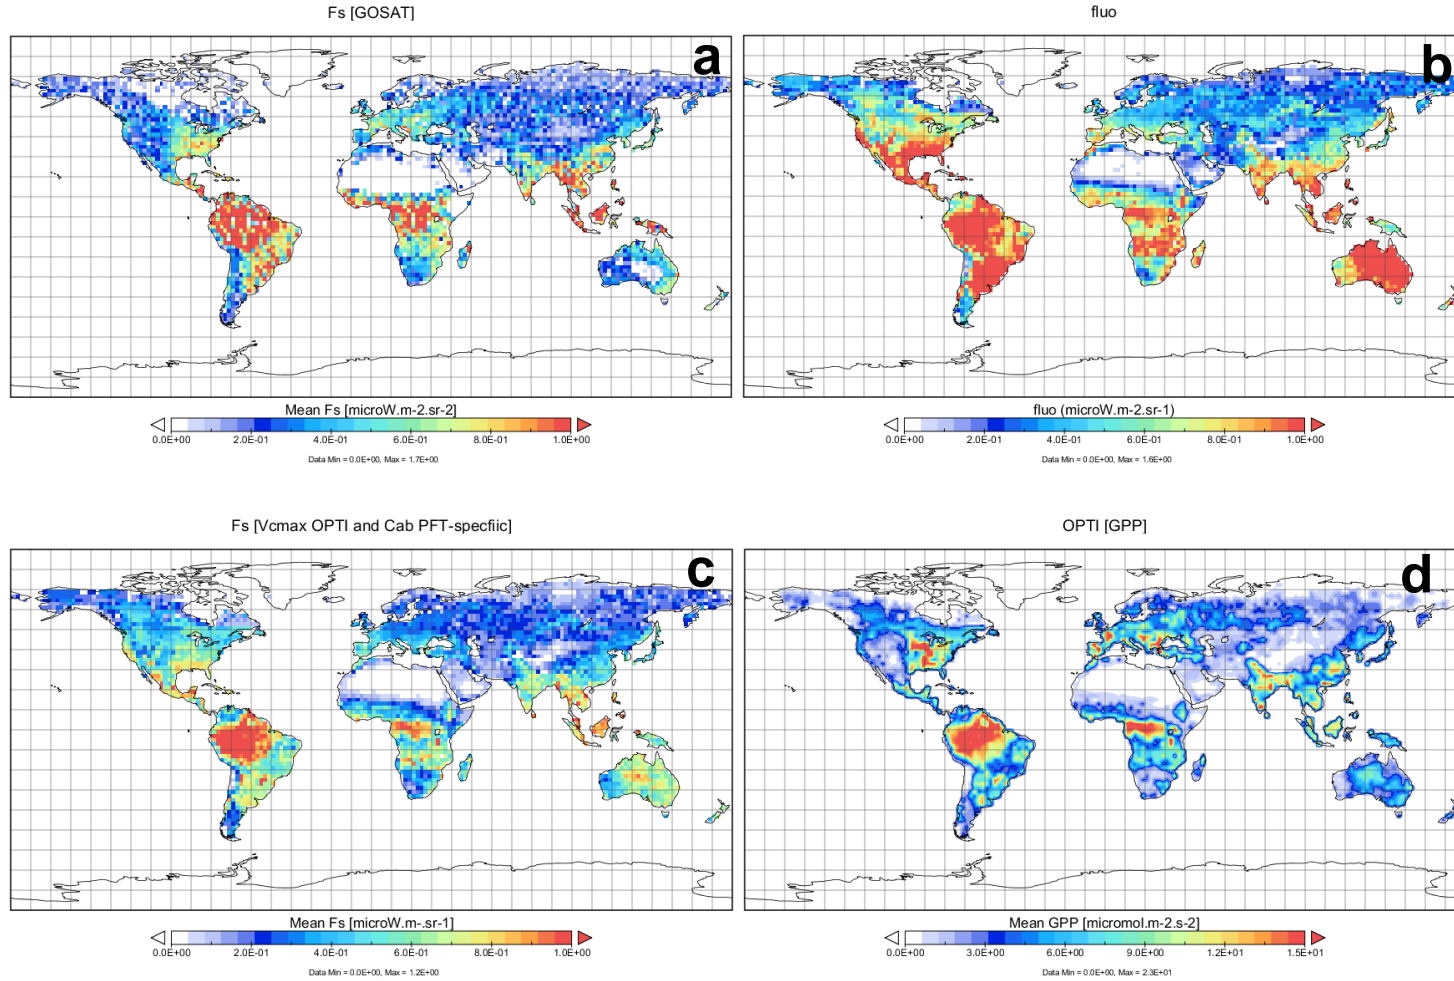 Fs [GOSAT]
a
Mean Fs [microW.m-2.sr-2]
0.0E+00 2.0E-01 4.0E-01 6.0E-01 8.0E-01 1.0E+00
Data Min = 0.0E+00, Max = 1.7E+00
fluo
b
fluo (microW.m-2.sr-1)
0.0E+00 2.0E-01 4.0E-01 6.0E-01 8.0E-01 1.0E+00
Data Min = 0.0E+00, Max = 1.6E+00
Fs [Vcmax OPTI and Cab PFT-specfiic]
c
Mean Fs [microW.m-.sr-1]
0.0E+00 2.0E-01 4.0E-01 6.0E-01 8.0E-01 1.0E+00
Data Min = 0.0E+00, Max = 1.2E+00
OPTI [GPP]
d
Mean GPP [micromol.m-2.s-2]
0.0E+00 3.0E+00 6.0E+00 9.0E+00 1.2E+01 1.5E+01
Data Min = 0.0E+00, Max = 2.3E+01